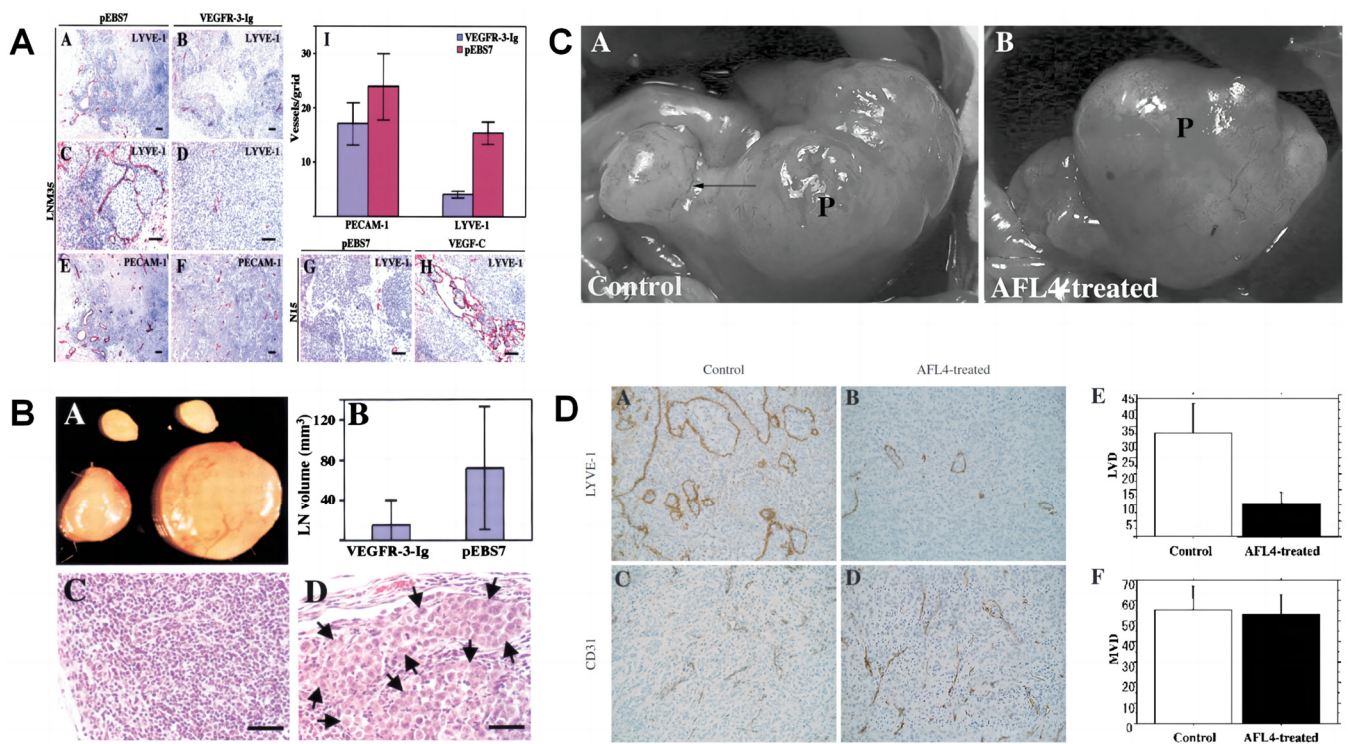 A
pEBS7
VEGFR-3-Ig
A
LYVE-1
B
LYVE-1
C
LYVE-1
D
LYVE-1
LNM35
E
PECAM-1
F
PECAM-1
I
VEGFR-3-Ig
pEBS7
Vessels/grid
30
20
10
PECAM-1
LYVE-1
pEBS7
VEGF-C
N15
G
LYVE-1
H
LYVE-1
B
A
B
LN volume (mm³)
120
80
40
VEGFR-3-Ig
pEBS7
C
D
C
A
P
Control
B
P
AFL4-treated
D
Control
AFL4-treated
LYVE-1
A
B
CD31
C
D
E
LVD
45
40
35
30
25
20
15
10
5
0
Control
AFL4-treated
F
MVD
70
60
50
40
30
20
10
0
Control
AFL4-treated